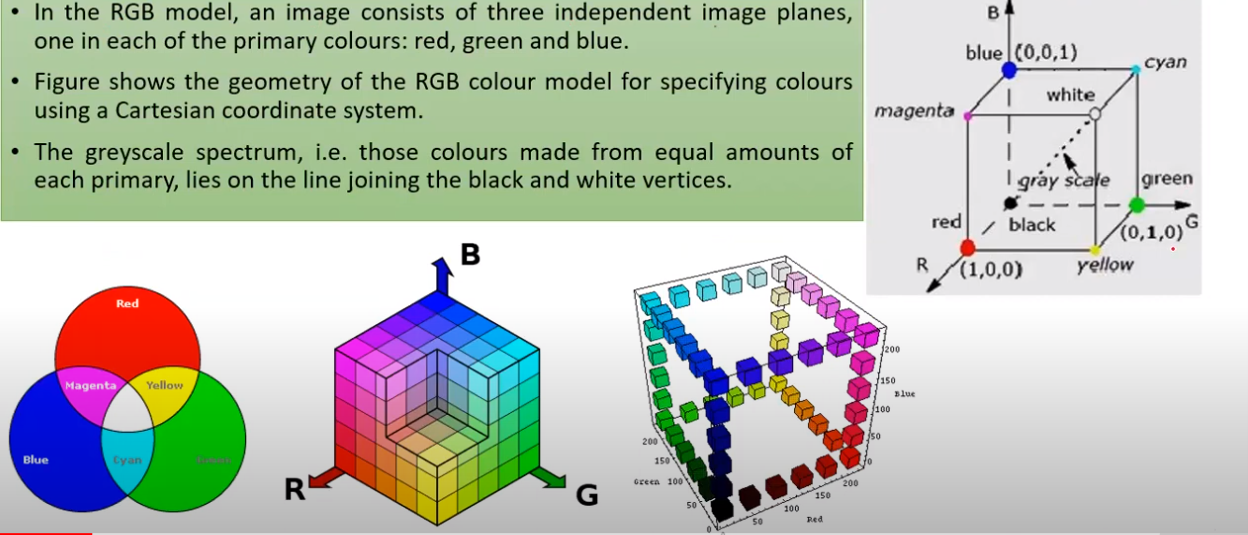 • In the RGB model, an image consists of three independent image planes,
one in each of the primary colours: red, green and blue.
• Figure shows the geometry of the RGB colour model for specifying colours
using a Cartesian coordinate system.
• The greyscale spectrum, i.e. those colours made from equal amounts of
each primary, lies on the line joining the black and white vertices.
B
blue (0,0,1)
cyan
white
magenta
gray scale
green
red
black
(0,1,0)
G
R
(1,0,0)
yellow
Red
Magenta
Yellow
Blue
Cyan
Green
B
R
G
200
150
Blue
100
50
0
200
150
Green
100
50
0
50
100
150
200
Red